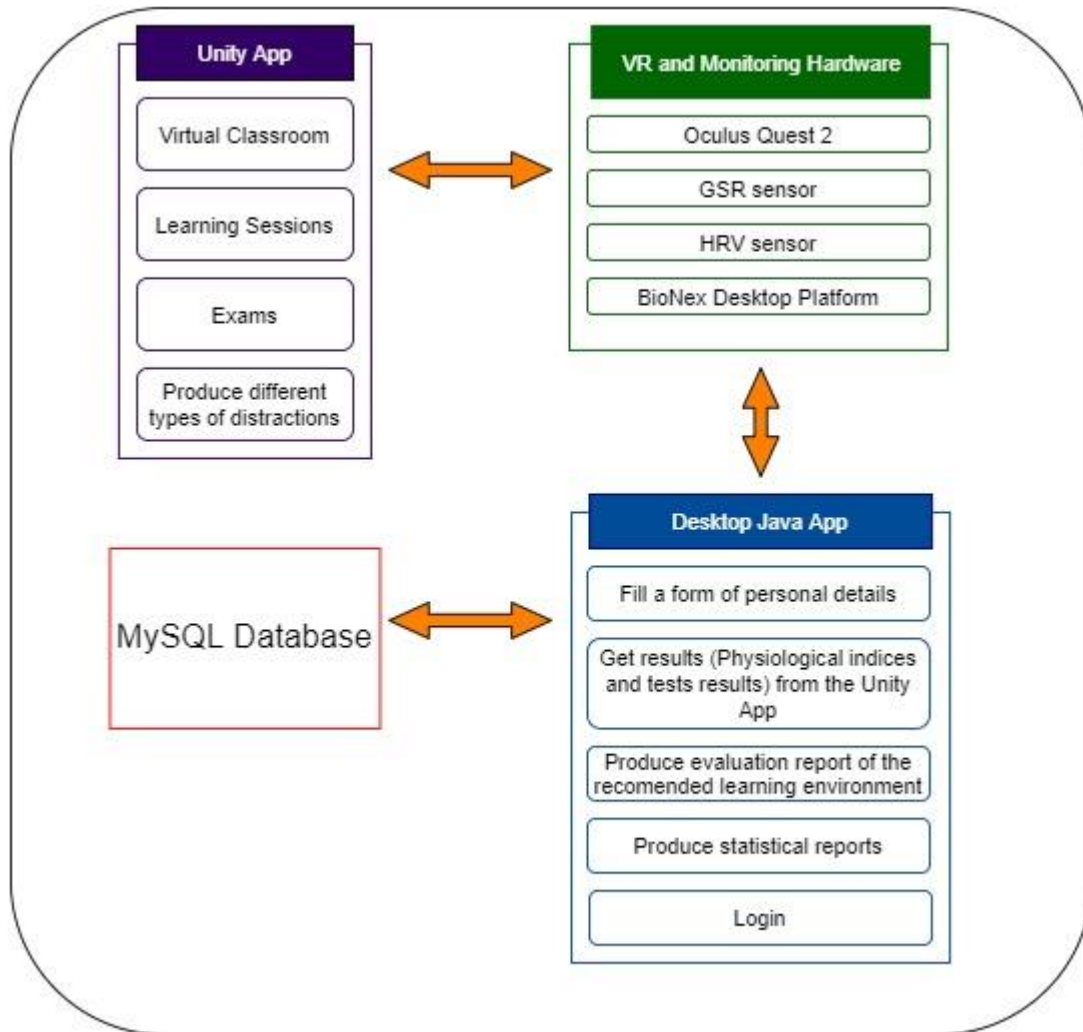 Unity App
Virtual Classroom
Learning Sessions
Exams
Produce different
types of distractions
VR and Monitoring Hardware
Oculus Quest 2
GSR sensor
HRV sensor
BioNex Desktop Platform
MySQL Database
Desktop Java App
Fill a form of personal details
Get results (Physiological indices
and tests results) from the Unity
App
Produce evaluation report of the
recomended learning environment
Produce statistical reports
Login